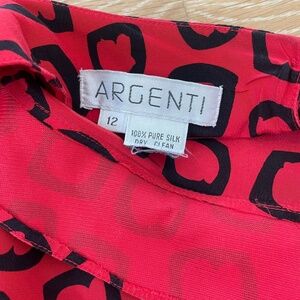 ARGENTI
12
100% PURE SILK
DRY CLEAN